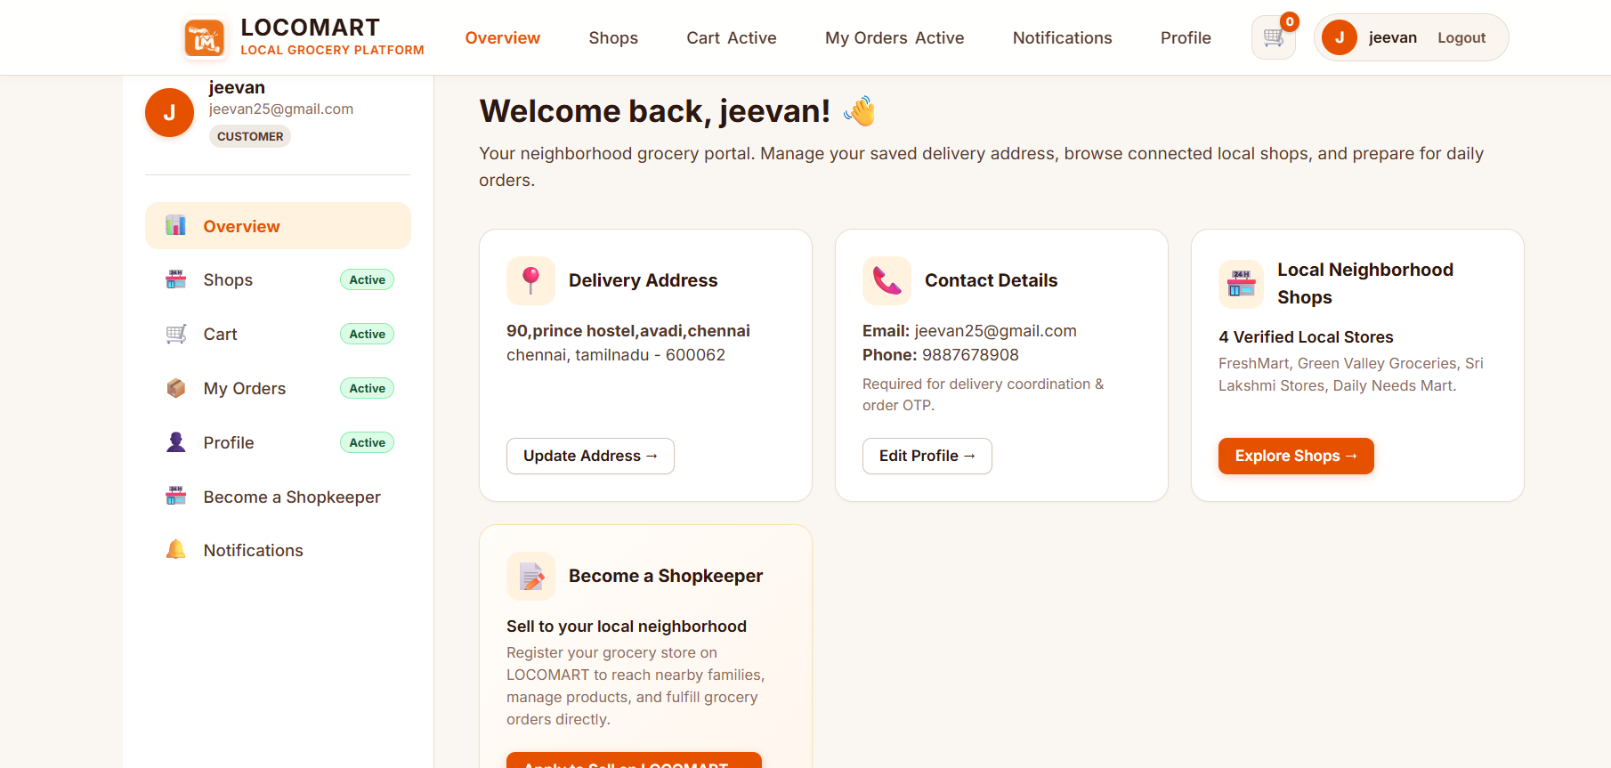 LOCOMART
LOCAL GROCERY PLATFORM
Overview
Shops
Cart Active
My Orders Active
Notifications
Profile
0
J
jeevan
Logout
J
jeevan
jeevan25@gmail.com
CUSTOMER
Overview
Shops
Active
Cart
Active
My Orders
Active
Profile
Active
Become a Shopkeeper
Notifications
Welcome back, jeevan!
Your neighborhood grocery portal. Manage your saved delivery address, browse connected local shops, and prepare for daily
orders.
Delivery Address
90,prince hostel,avadi,chennai
chennai, tamilnadu - 600062
Update Address →
Contact Details
Email: jeevan25@gmail.com
Phone: 9887678908
Required for delivery coordination &
order OTP.
Edit Profile →
Local Neighborhood
Shops
4 Verified Local Stores
FreshMart, Green Valley Groceries, Sri
Lakshmi Stores, Daily Needs Mart.
Explore Shops →
Become a Shopkeeper
Sell to your local neighborhood
Register your grocery store on
LOCOMART to reach nearby families,
manage products, and fulfill grocery
orders directly.
Apply to Sell on LOCOMART